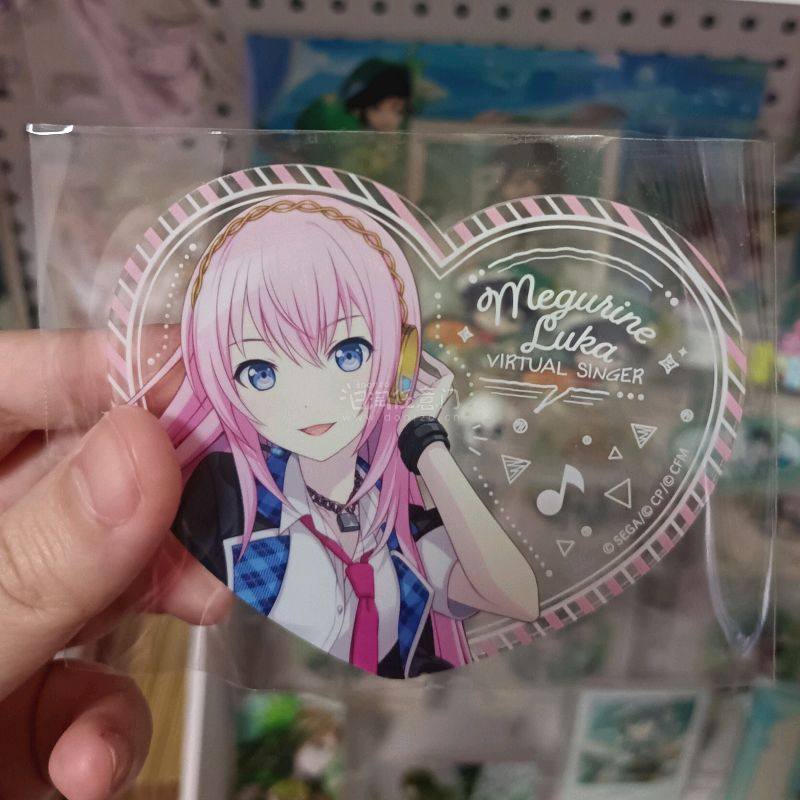 Megurine
Luka
VIRTUAL SINGER
© SEGA/© CP/© CFM